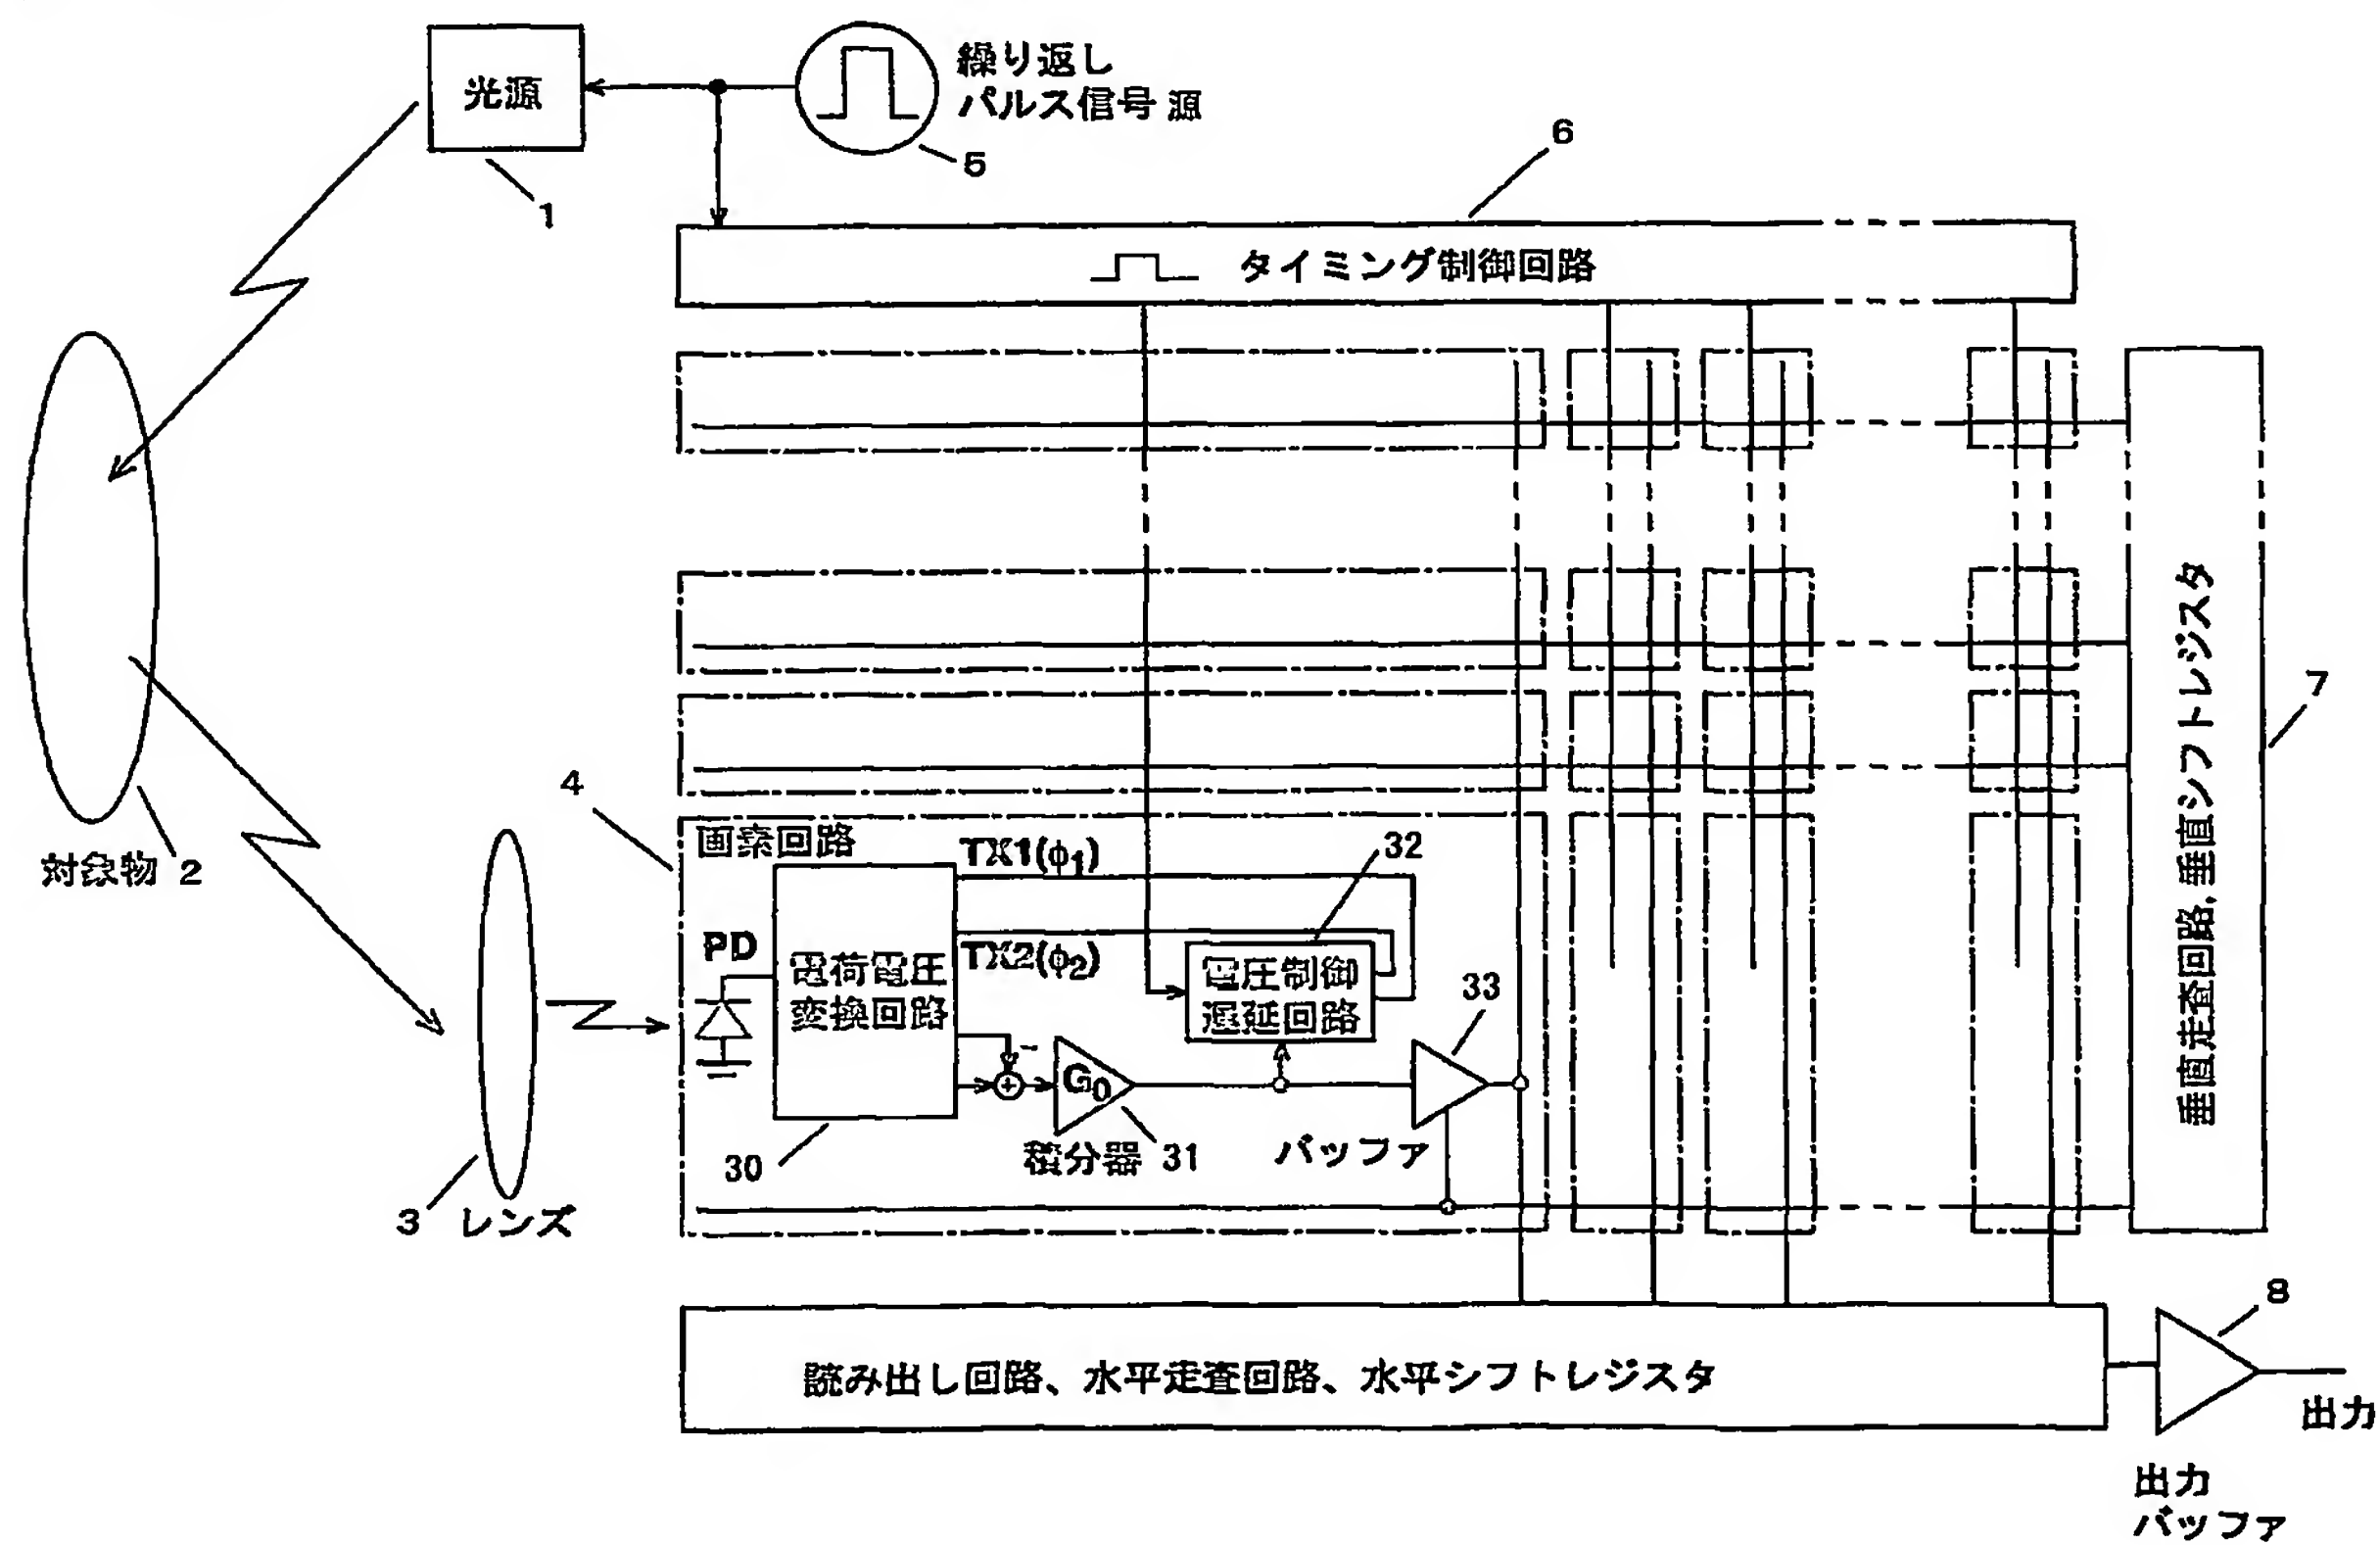 光源
繰り返し
パルス信号源
5
1
6
タイミング制御回路
対象物 2
4
画素回路
TX1(φ1)
32
PD
TX2(φ2)
電荷電圧
変換回路
電圧制御
遅延回路
33
G0
30
積分器 31
バッファ
3 レンズ
垂直走査回路, 垂直シフトレジスタ
7
読み出し回路、水平走査回路、水平シフトレジスタ
8
出力
出力
バッファ